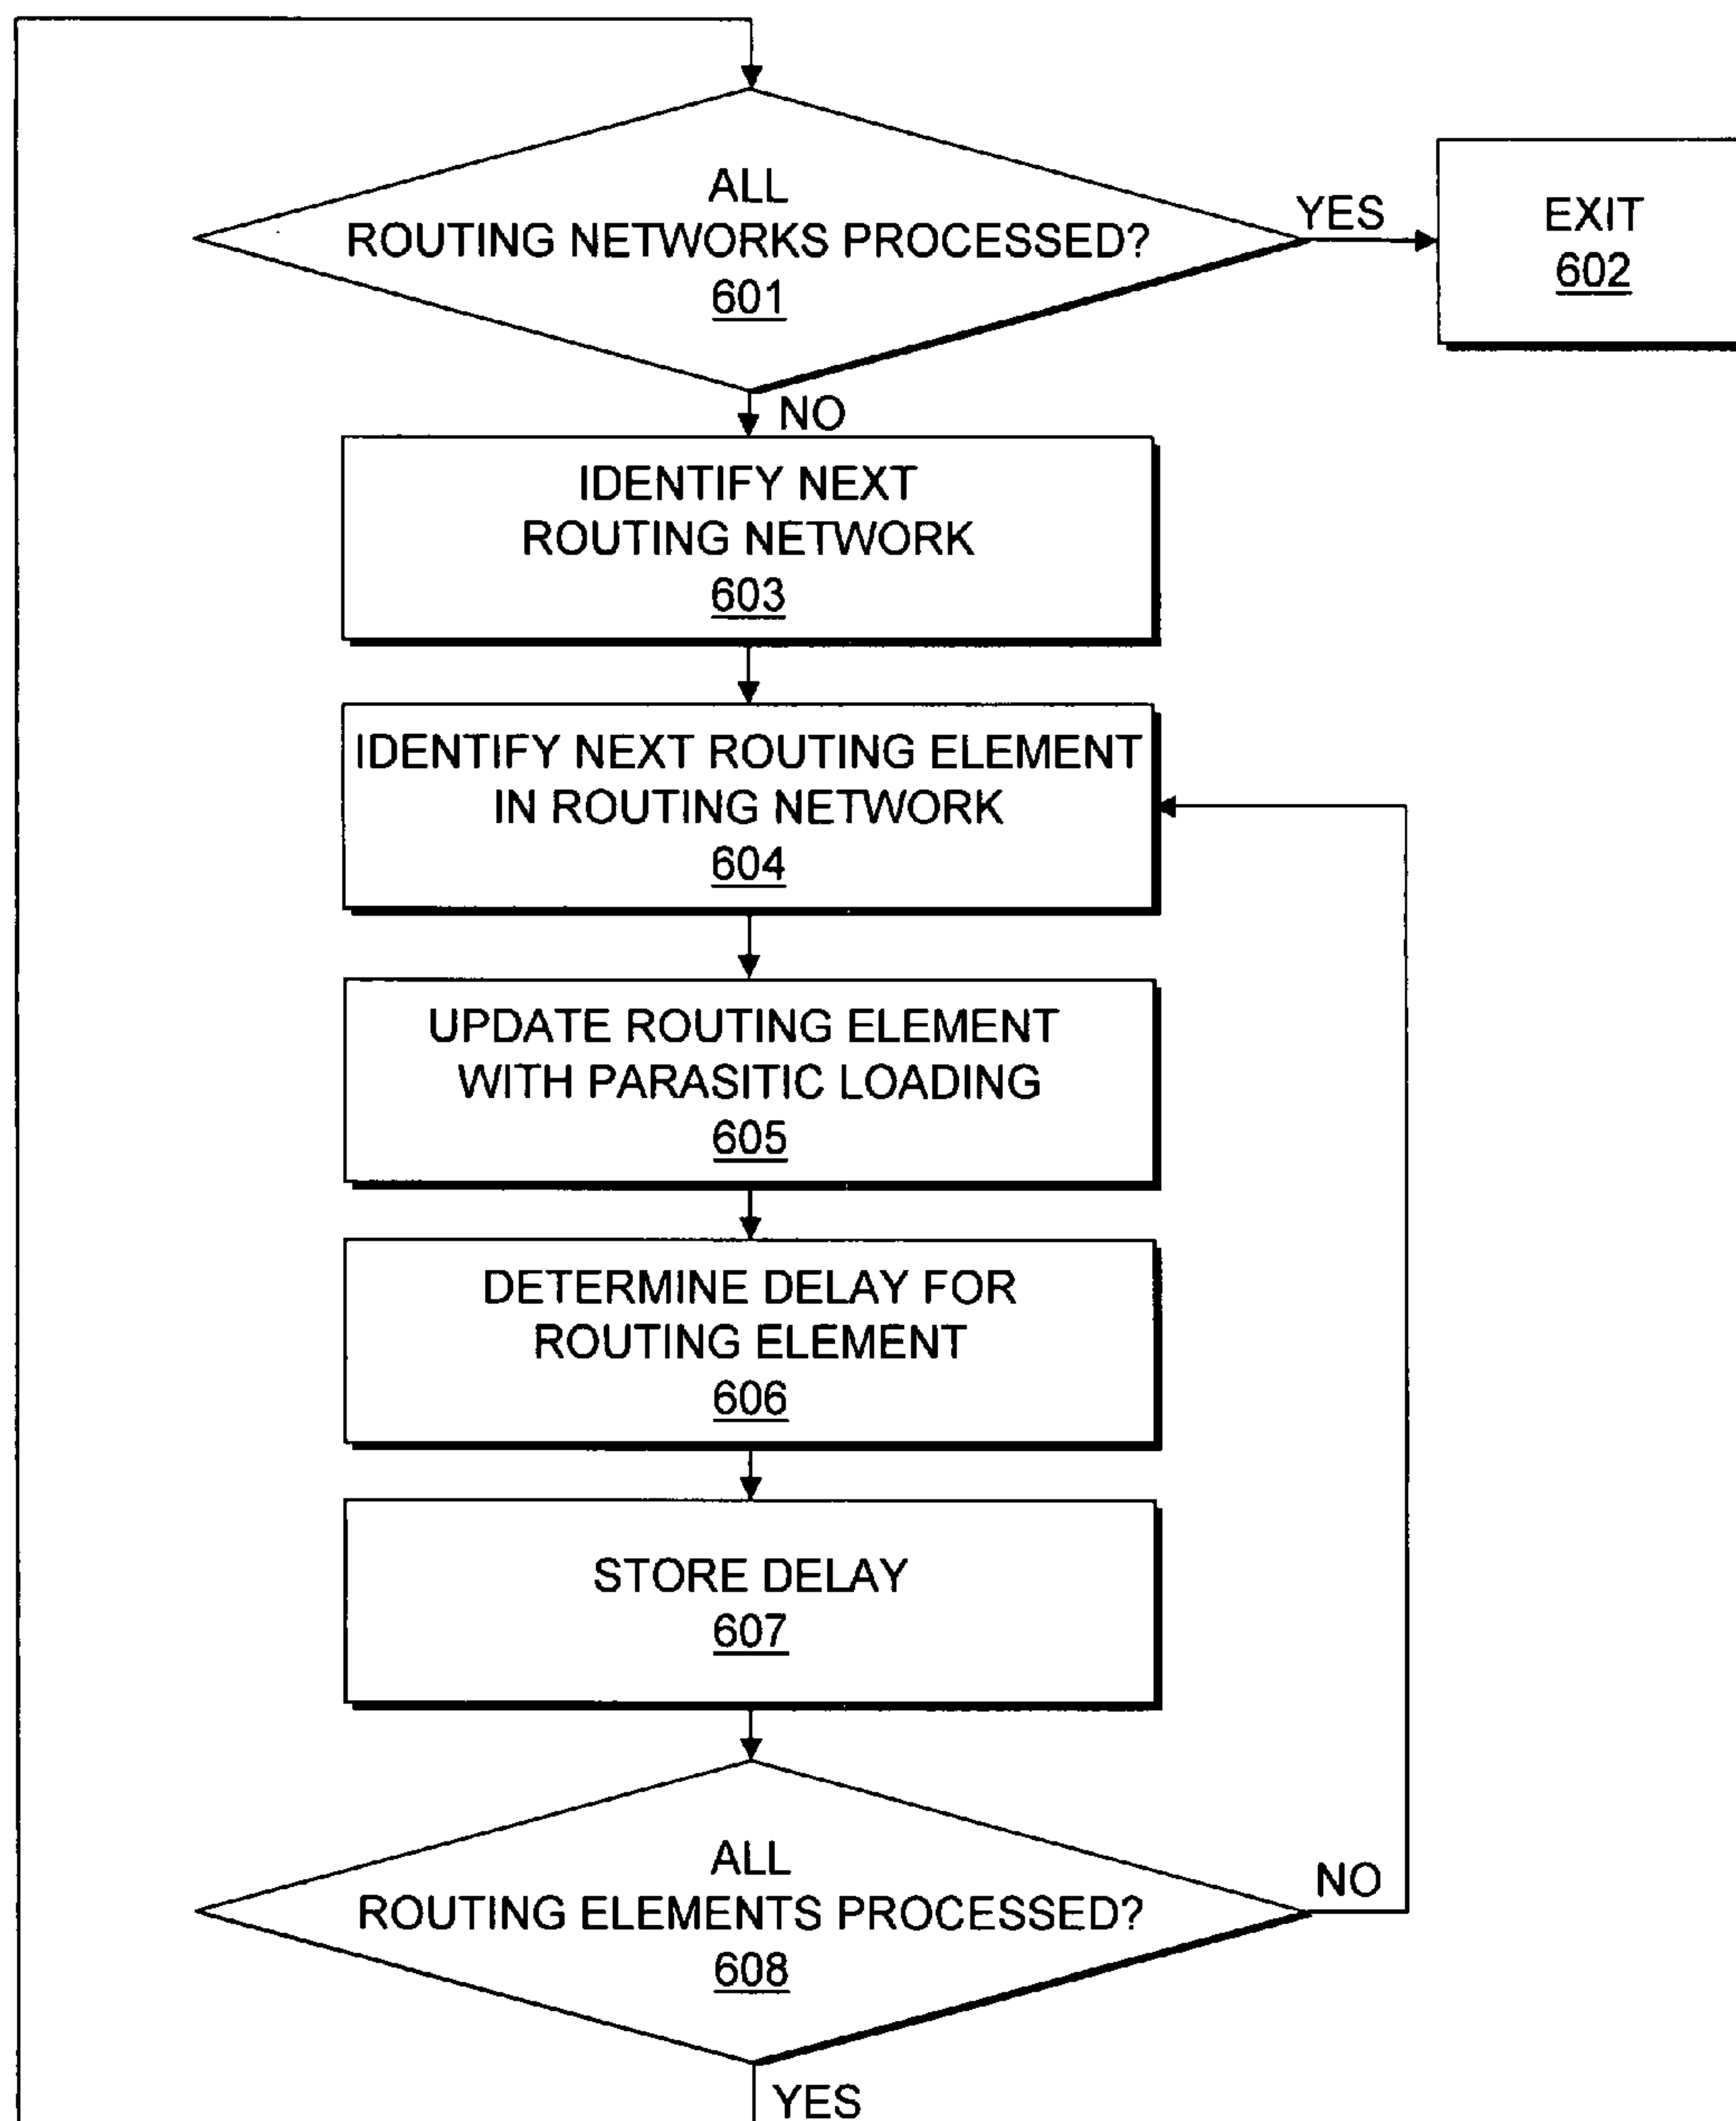 ALL
ROUTING NETWORKS PROCESSED?
601
YES
EXIT
602
NO
IDENTIFY NEXT
ROUTING NETWORK
603
IDENTIFY NEXT ROUTING ELEMENT
IN ROUTING NETWORK
604
UPDATE ROUTING ELEMENT
WITH PARASITIC LOADING
605
DETERMINE DELAY FOR
ROUTING ELEMENT
606
STORE DELAY
607
ALL
ROUTING ELEMENTS PROCESSED?
608
NO
YES